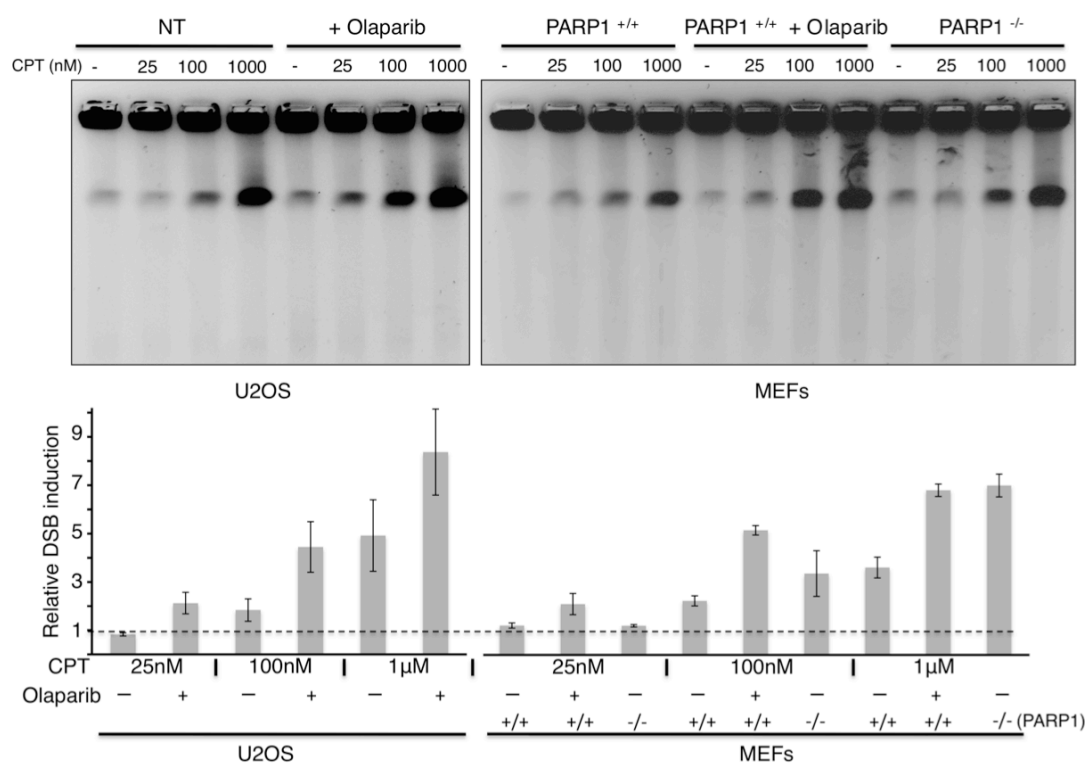 NT + Olaparib PARP1 +/+ PARP1 +/+ + Olaparib PARP1 -/-
CPT (nM) - 25 100 1000 - 25 100 1000 - 25 100 1000 - 25 100 1000 - 25 100 1000
U2OS MEFs
Relative DSB induction
9
7
5
3
1
CPT 25nM 100nM 1μM 25nM 100nM 1μM
Olaparib − + − + − + − + − − + − − + −
+/+ +/+ -/- +/+ +/+ -/- +/+ +/+ -/- (PARP1)
U2OS MEFs